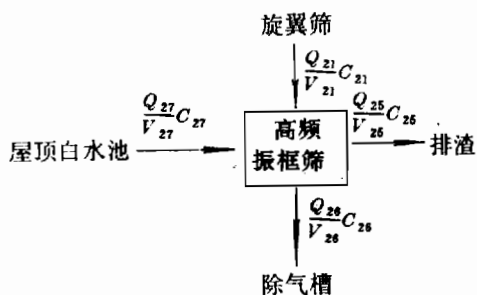 旋翼筛
Q₂₁
V₂₁ C₂₁
Q₂₇
V₂₇ C₂₇
Q₂₅
V₂₅ C₂₅
屋顶白水池
高频
振框筛
排渣
Q₂₆
V₂₆ C₂₆
除气槽